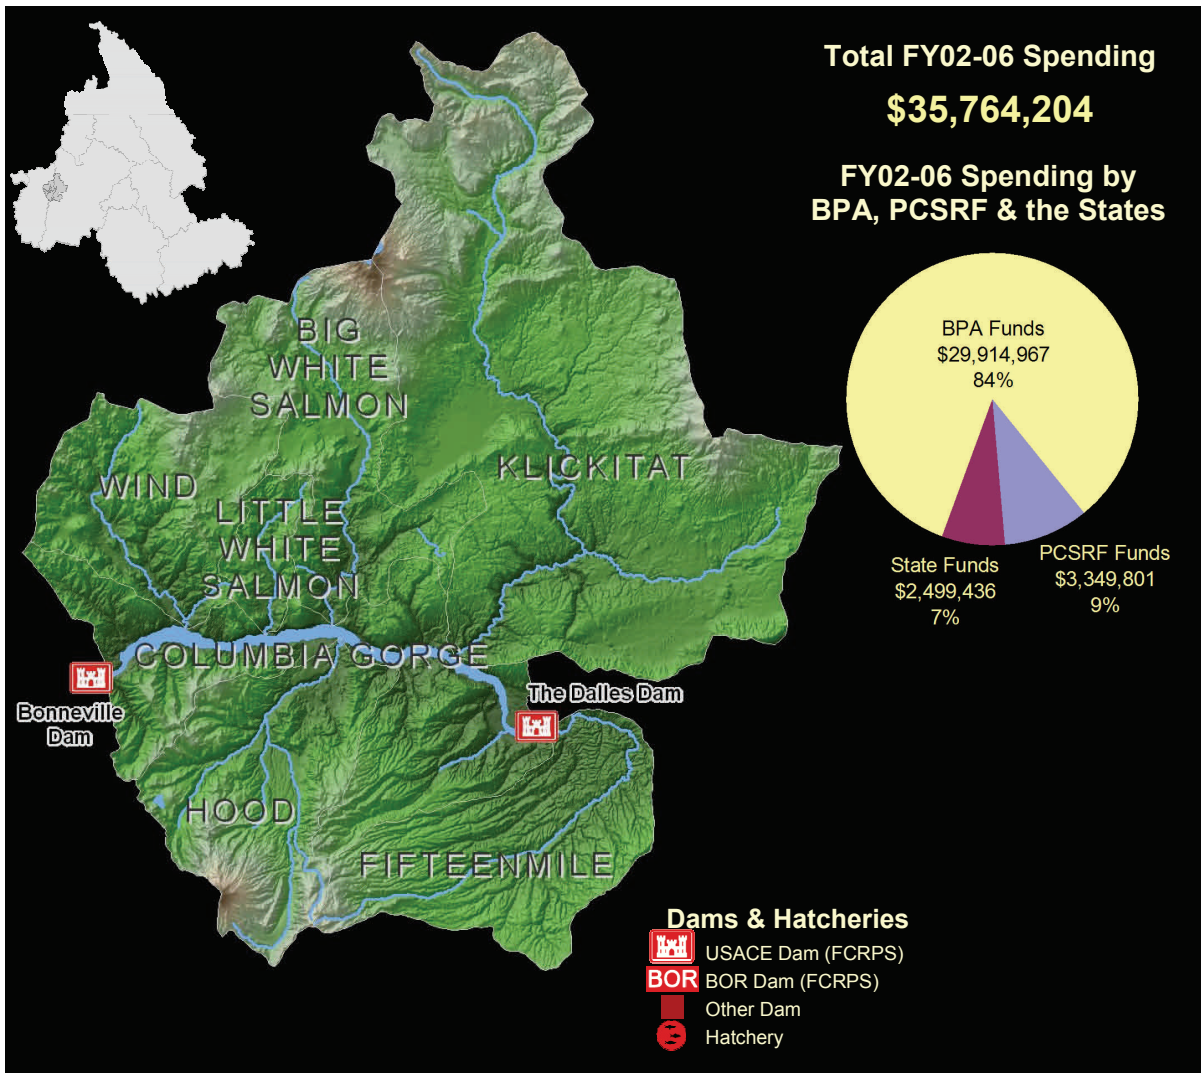 Total FY02-06 Spending
$35,764,204
FY02-06 Spending by
BPA, PCSRF & the States
BPA Funds
$29,914,967
84%
PCSRF Funds
$3,349,801
9%
State Funds
$2,499,436
7%
BIG
WHITE
SALMON
KLICKITAT
WIND
LITTLE
WHITE
SALMON
COLUMBIA GORGE
Bonneville
Dam
The Dalles Dam
HOOD
FIFTEENMILE
Dams & Hatcheries
USACE Dam (FCRPS)
BOR BOR Dam (FCRPS)
Other Dam
Hatchery